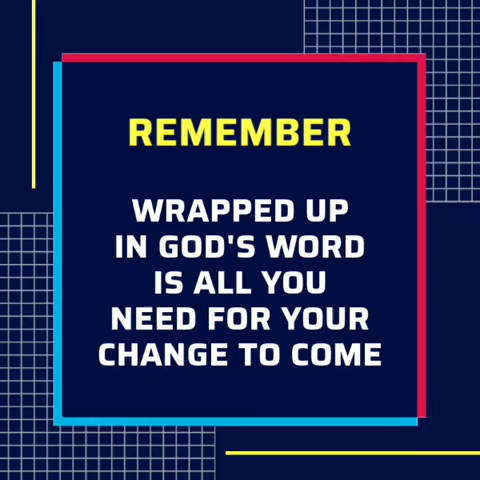 REMEMBER
WRAPPED UP
IN GOD'S WORD
IS ALL YOU
NEED FOR YOUR
CHANGE TO COME